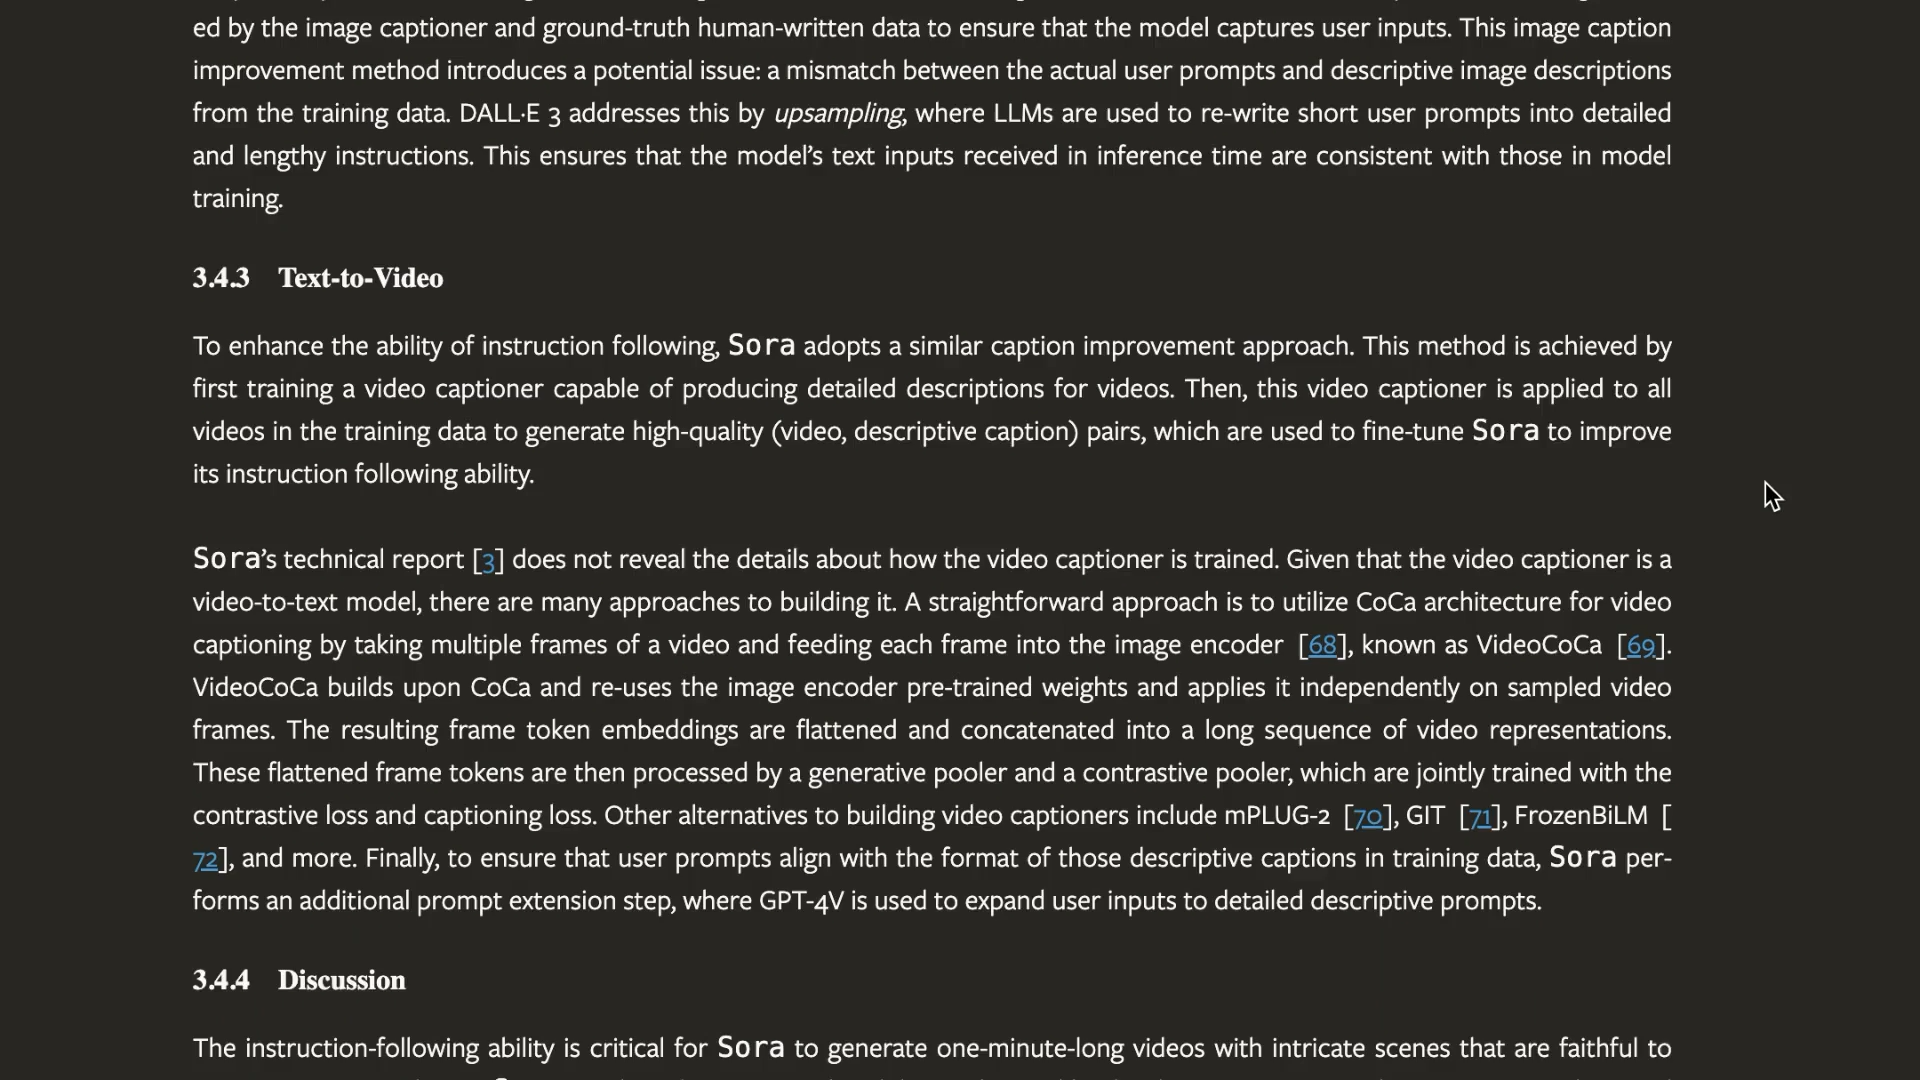 ed by the image captioner and ground-truth human-written data to ensure that the model captures user inputs. This image caption
improvement method introduces a potential issue: a mismatch between the actual user prompts and descriptive image descriptions
from the training data. DALL·E 3 addresses this by upsampling, where LLMs are used to re-write short user prompts into detailed
and lengthy instructions. This ensures that the model’s text inputs received in inference time are consistent with those in model
training.
3.4.3 Text-to-Video
To enhance the ability of instruction following, Sora adopts a similar caption improvement approach. This method is achieved by
first training a video captioner capable of producing detailed descriptions for videos. Then, this video captioner is applied to all
videos in the training data to generate high-quality (video, descriptive caption) pairs, which are used to fine-tune Sora to improve
its instruction following ability.
Sora’s technical report [3] does not reveal the details about how the video captioner is trained. Given that the video captioner is a
video-to-text model, there are many approaches to building it. A straightforward approach is to utilize CoCa architecture for video
captioning by taking multiple frames of a video and feeding each frame into the image encoder [68], known as VideoCoCa [69].
VideoCoCa builds upon CoCa and re-uses the image encoder pre-trained weights and applies it independently on sampled video
frames. The resulting frame token embeddings are flattened and concatenated into a long sequence of video representations.
These flattened frame tokens are then processed by a generative pooler and a contrastive pooler, which are jointly trained with the
contrastive loss and captioning loss. Other alternatives to building video captioners include mPLUG-2 [70], GIT [71], FrozenBiLM [
72], and more. Finally, to ensure that user prompts align with the format of those descriptive captions in training data, Sora per-
forms an additional prompt extension step, where GPT-4V is used to expand user inputs to detailed descriptive prompts.
3.4.4 Discussion
The instruction-following ability is critical for Sora to generate one-minute-long videos with intricate scenes that are faithful to